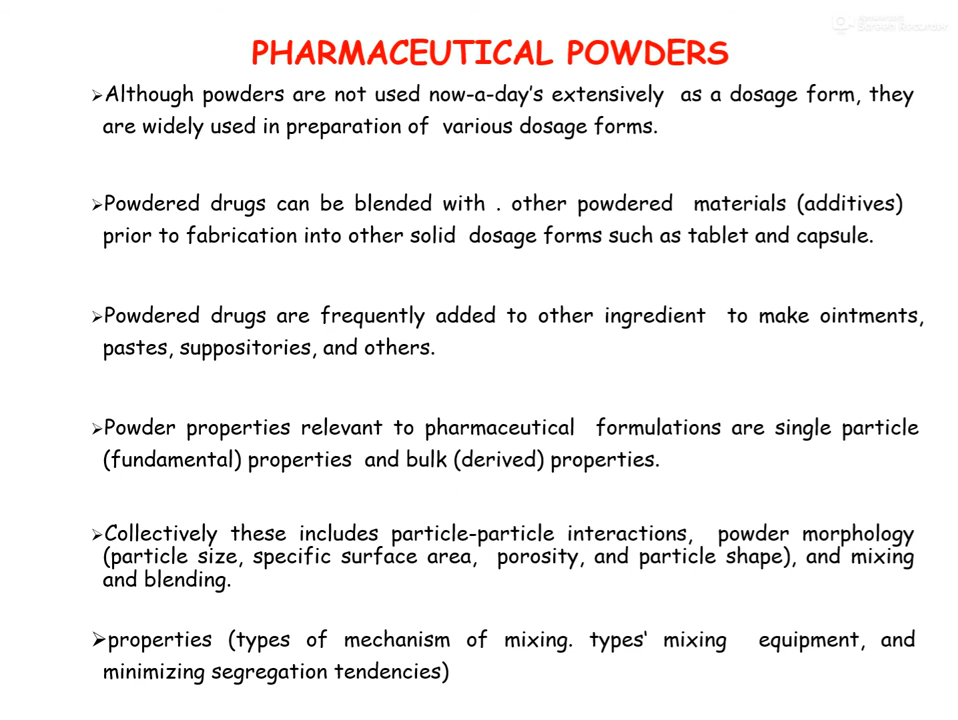 Screen Recorder
PHARMACEUTICAL POWDERS
➢Although powders are not used now-a-day's extensively as a dosage form, they
are widely used in preparation of various dosage forms.
➢Powdered drugs can be blended with . other powdered materials (additives)
prior to fabrication into other solid dosage forms such as tablet and capsule.
➢Powdered drugs are frequently added to other ingredient to make ointments,
pastes, suppositories, and others.
➢Powder properties relevant to pharmaceutical formulations are single particle
(fundamental) properties and bulk (derived) properties.
➢Collectively these includes particle-particle interactions, powder morphology
(particle size, specific surface area, porosity, and particle shape), and mixing
and blending.
➢properties (types of mechanism of mixing. types‘ mixing equipment, and
minimizing segregation tendencies)